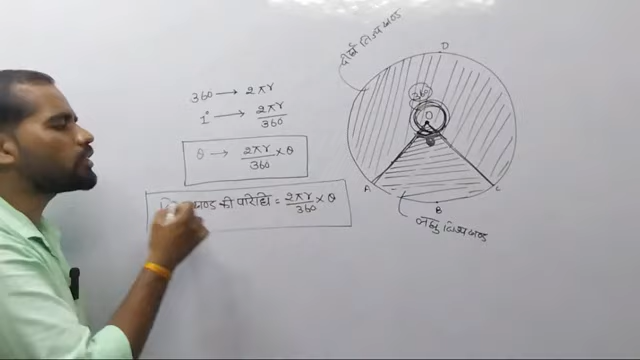 360 → 2πr
1° → 2πr/360
θ → 2πr/360 × θ
खण्ड की परिधि = 2πr/360 × θ
दीर्घ त्रिज्यखण्ड
D
360
O
θ
A
B
C
लघु त्रिज्यखण्ड